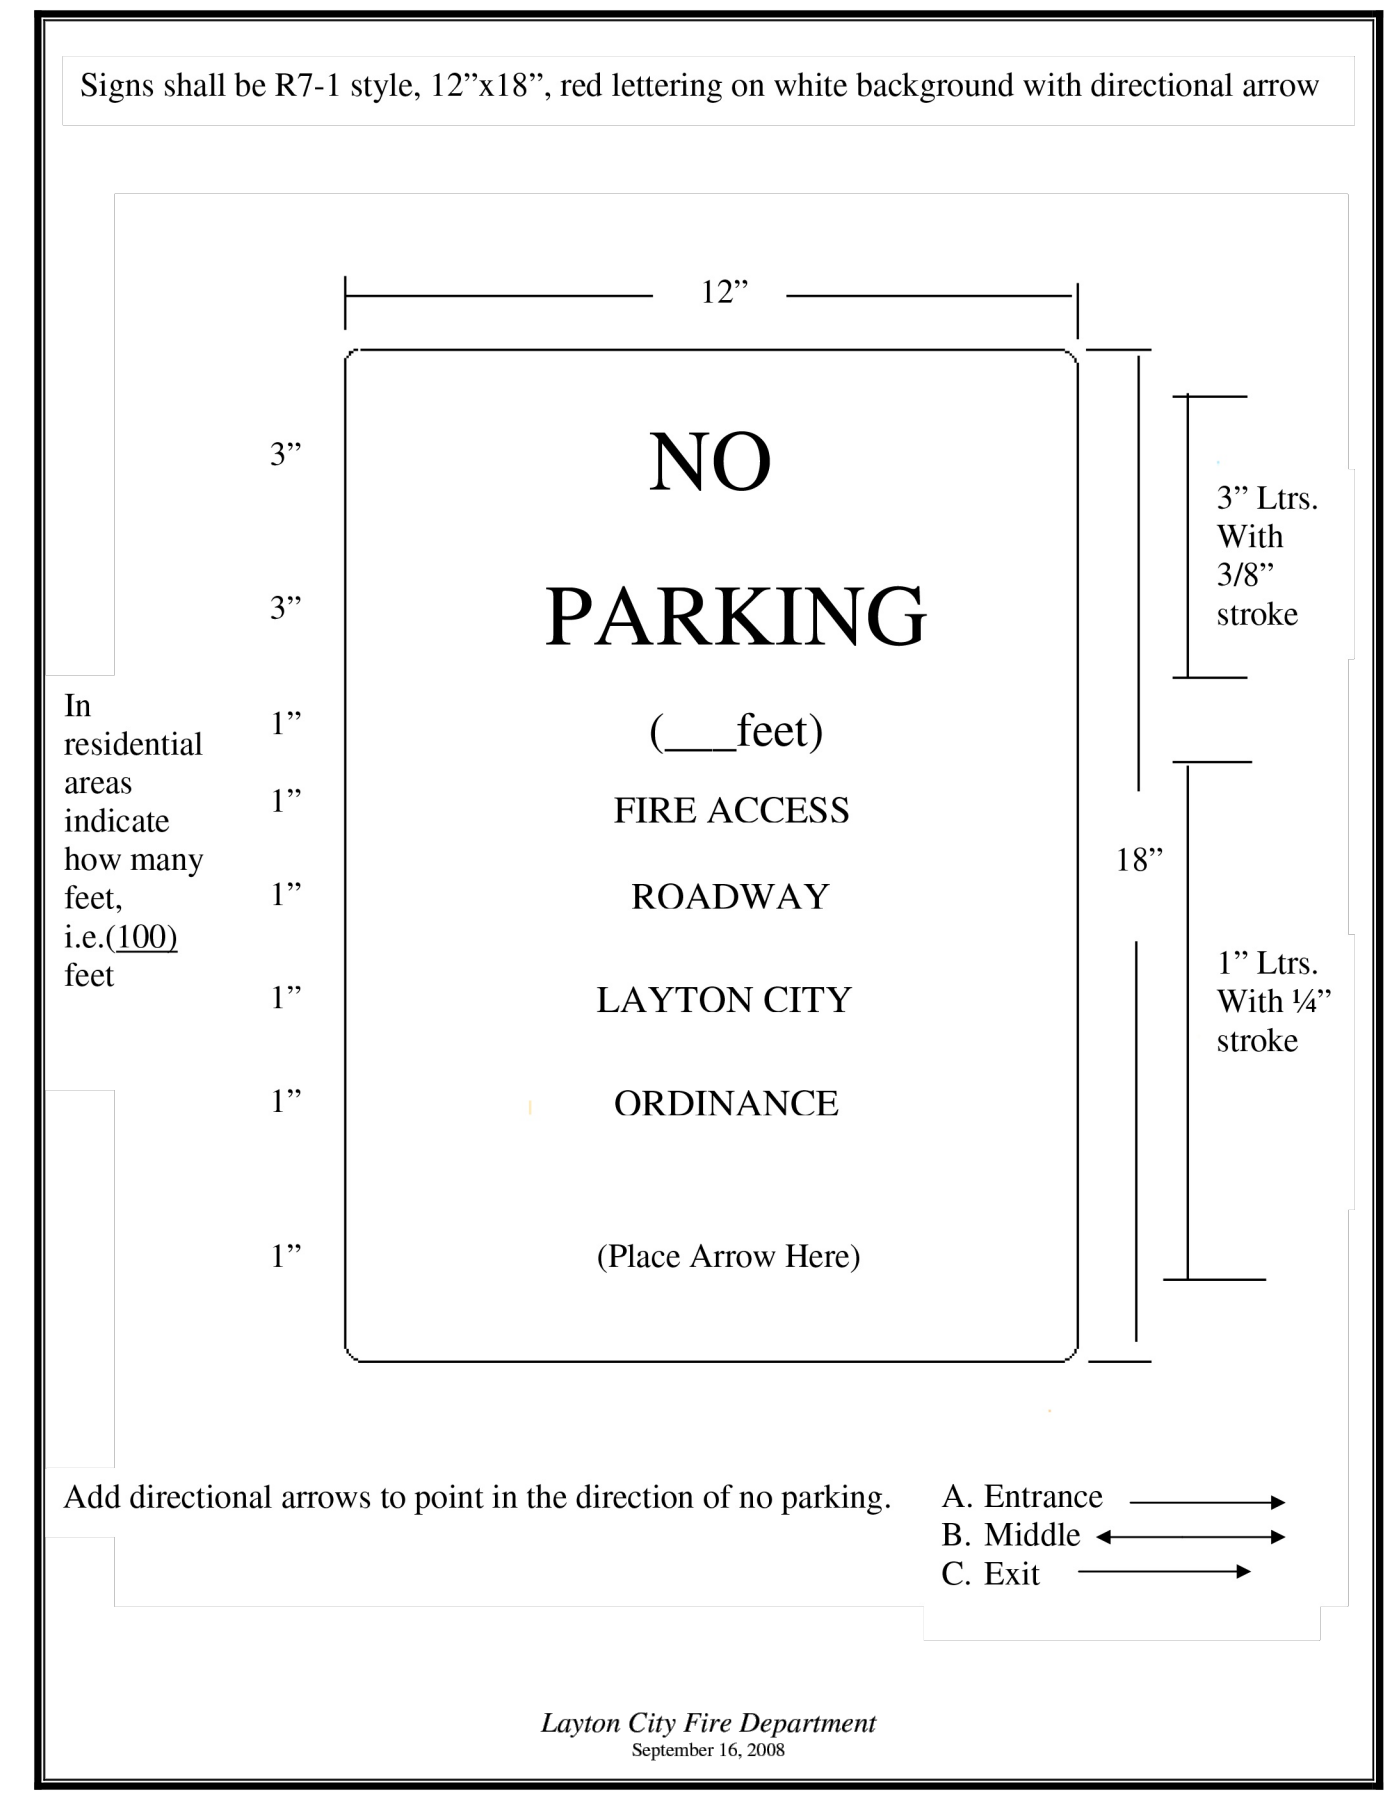 Signs shall be R7-1 style, 12”x18”, red lettering on white background with directional arrow
12”
3”
NO
3”
PARKING
3” Ltrs.
With
3/8”
stroke
In
residential
areas
indicate
how many
feet,
i.e.(100)
feet
1”
(___feet)
1”
FIRE ACCESS
18”
1”
ROADWAY
1”
LAYTON CITY
1” Ltrs.
With ¼”
stroke
1”
ORDINANCE
1”
(Place Arrow Here)
Add directional arrows to point in the direction of no parking.
A. Entrance
B. Middle
C. Exit
Layton City Fire Department
September 16, 2008